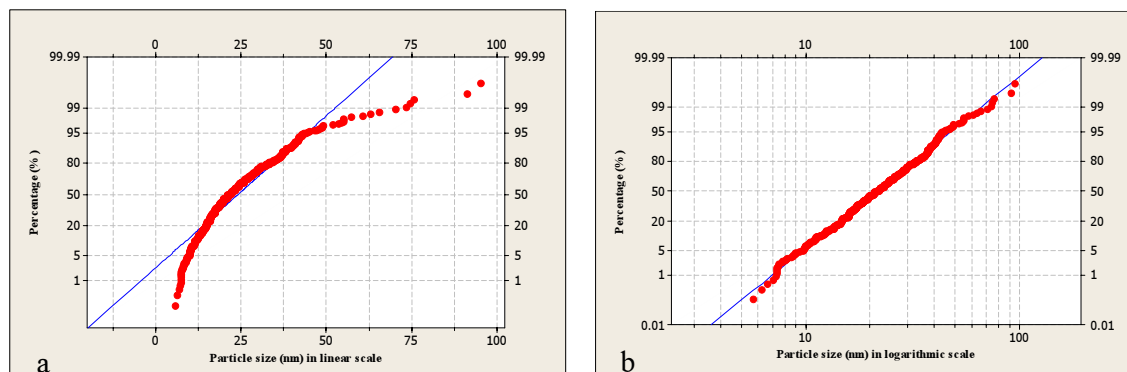 0 25 50 75 100
99.99 99.99
99 99
95 95
80 80
50 50
20 20
5 5
1 1
0 25 50 75 100
Percentage (% )
Particle size (nm) in linear scale
a
10 100
99.99 99.99
99 99
95 95
80 80
50 50
20 20
5 5
1 1
0.01 0.01
10 100
Percentage (% )
Particle size (nm) in logarithmic scale
b